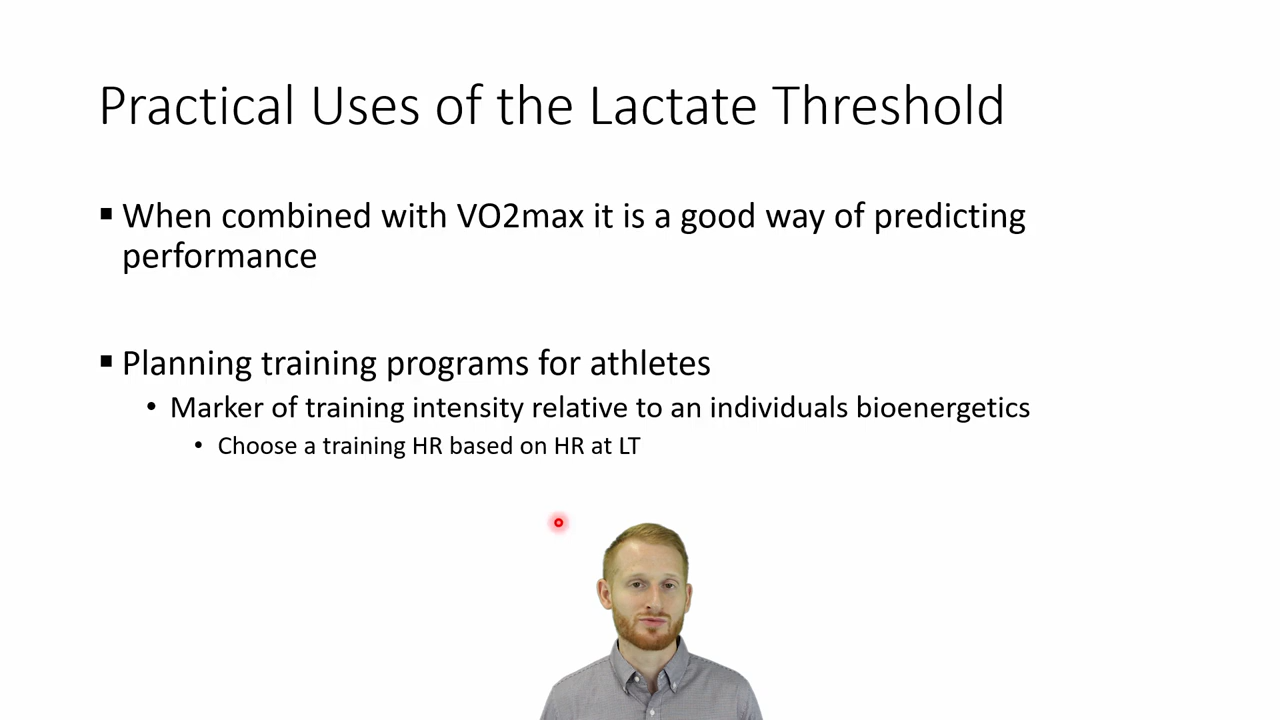 Practical Uses of the Lactate Threshold
When combined with VO2max it is a good way of predicting
performance
Planning training programs for athletes
Marker of training intensity relative to an individuals bioenergetics
Choose a training HR based on HR at LT